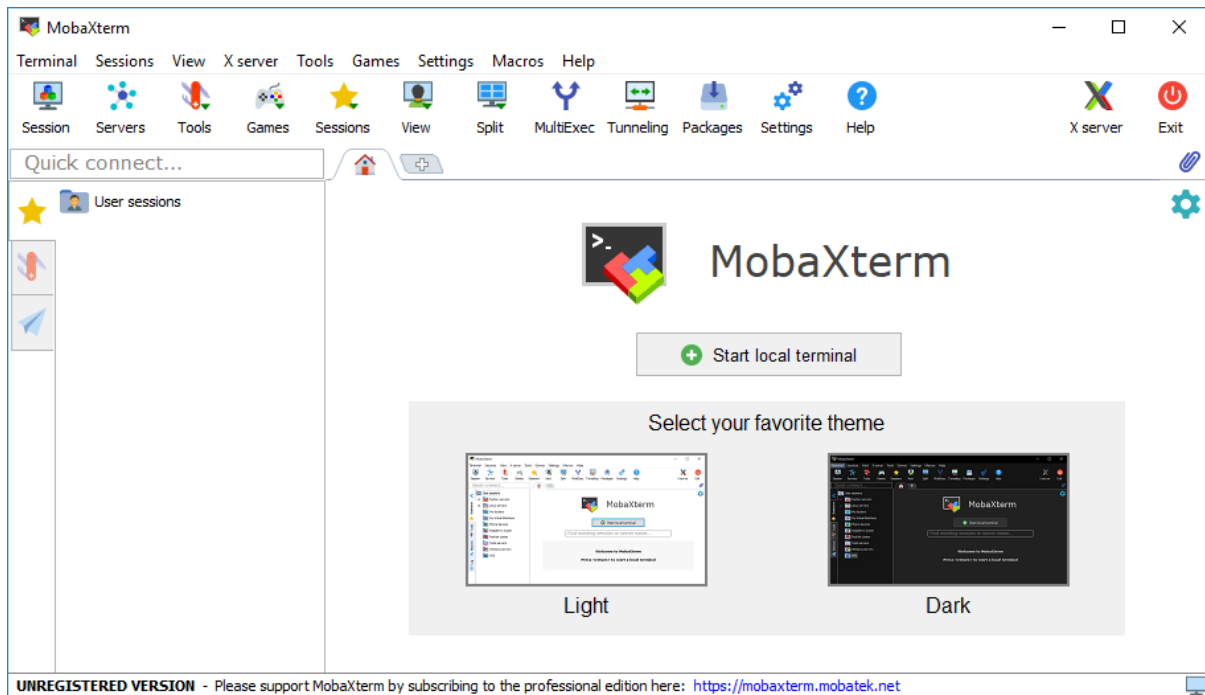 MobaXterm
Terminal Sessions View X server Tools Games Settings Macros Help
Session Servers Tools Games Sessions View Split MultiExec Tunneling Packages Settings Help X server Exit
Quick connect...
User sessions
>_
MobaXterm
Start local terminal
Select your favorite theme
MobaXterm
MobaXterm
Light
Dark
UNREGISTERED VERSION - Please support MobaXterm by subscribing to the professional edition here: https://mobaxterm.mobatek.net